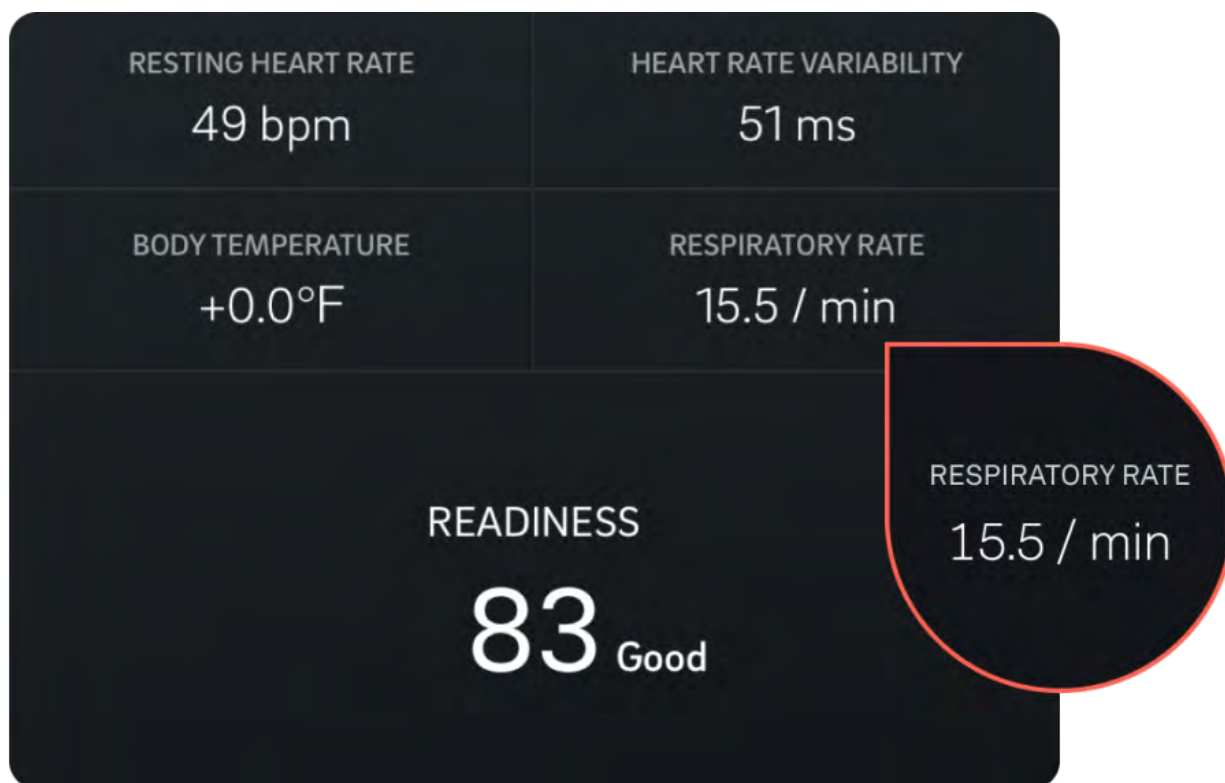 RESTING HEART RATE
49 bpm
HEART RATE VARIABILITY
51 ms
BODY TEMPERATURE
+0.0°F
RESPIRATORY RATE
15.5 / min
READINESS
83 Good
RESPIRATORY RATE
15.5 / min